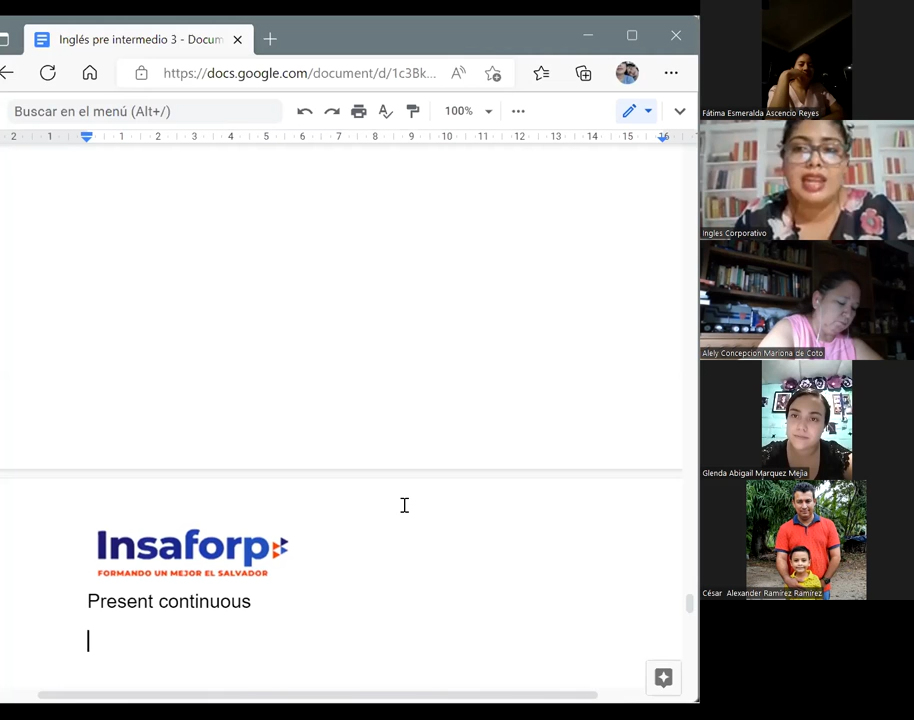 Inglés pre intermedio 3 - Docum
https://docs.google.com/document/d/1c3Bk...
Buscar en el menú (Alt+/)
100%
2 1 1 2 3 4 5 6 7 8 9 10 11 12 13 14 15 16
Insaforp
FORMANDO UN MEJOR EL SALVADOR
Present continuous
Fátima Esmeralda Ascencio Reyes
Ingles Corporativo
Alely Concepcion Mariona de Coto
Glenda Abigail Marquez Mejia
César Alexander Ramírez Ramírez